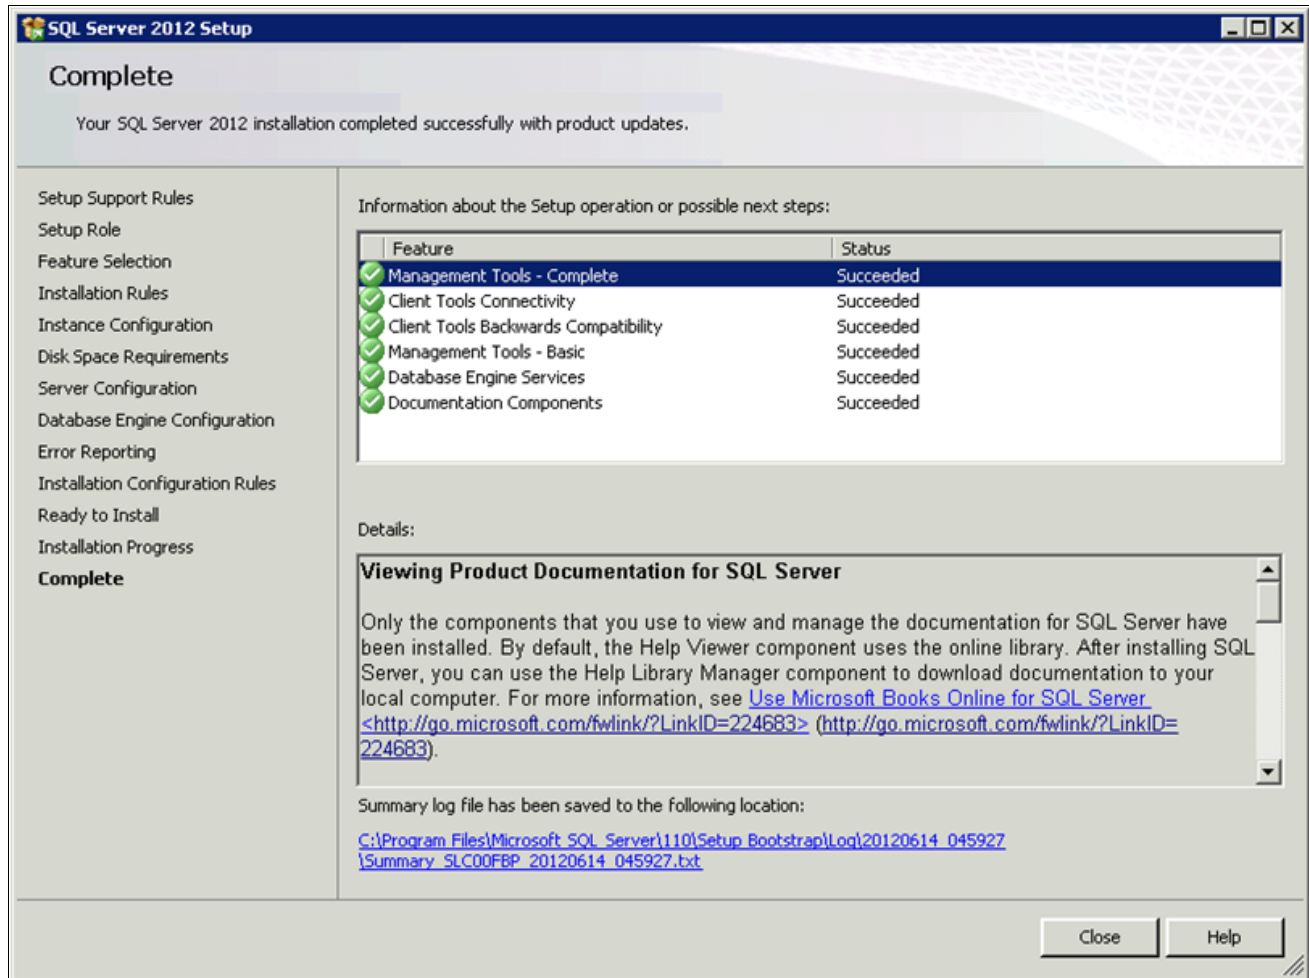 SQL Server 2012 Setup
Complete
Your SQL Server 2012 installation completed successfully with product updates.
Setup Support Rules
Setup Role
Feature Selection
Installation Rules
Instance Configuration
Disk Space Requirements
Server Configuration
Database Engine Configuration
Error Reporting
Installation Configuration Rules
Ready to Install
Installation Progress
Complete
Information about the Setup operation or possible next steps:
Feature Status
Management Tools - Complete Succeeded
Client Tools Connectivity Succeeded
Client Tools Backwards Compatibility Succeeded
Management Tools - Basic Succeeded
Database Engine Services Succeeded
Documentation Components Succeeded
Details:
Viewing Product Documentation for SQL Server
Only the components that you use to view and manage the documentation for SQL Server have
been installed. By default, the Help Viewer component uses the online library. After installing SQL
Server, you can use the Help Library Manager component to download documentation to your
local computer. For more information, see Use Microsoft Books Online for SQL Server
<http://go.microsoft.com/fwlink/?LinkID=224683> (http://go.microsoft.com/fwlink/?LinkID=
224683).
Summary log file has been saved to the following location:
C:\Program Files\Microsoft SQL Server\110\Setup Bootstrap\Log\20120614_045927
\Summary_SLC00FBP_20120614_045927.txt
Close Help